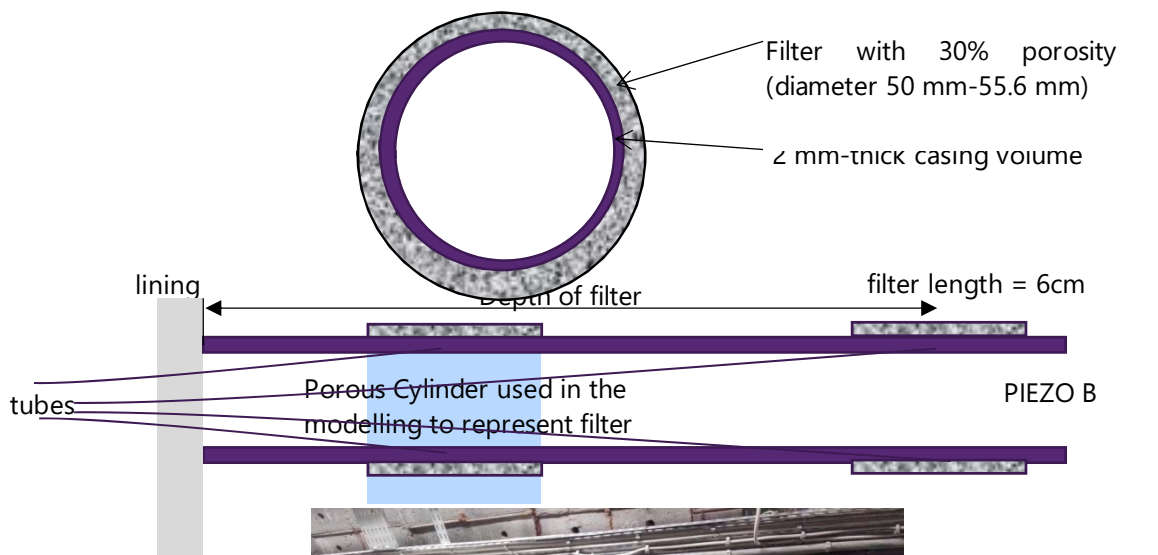 Filter with 30% porosity
(diameter 50 mm-55.6 mm)
2 mm-thick casing volume
lining
Depth of filter
filter length = 6cm
Porous Cylinder used in the
modelling to represent filter
tubes
PIEZO B